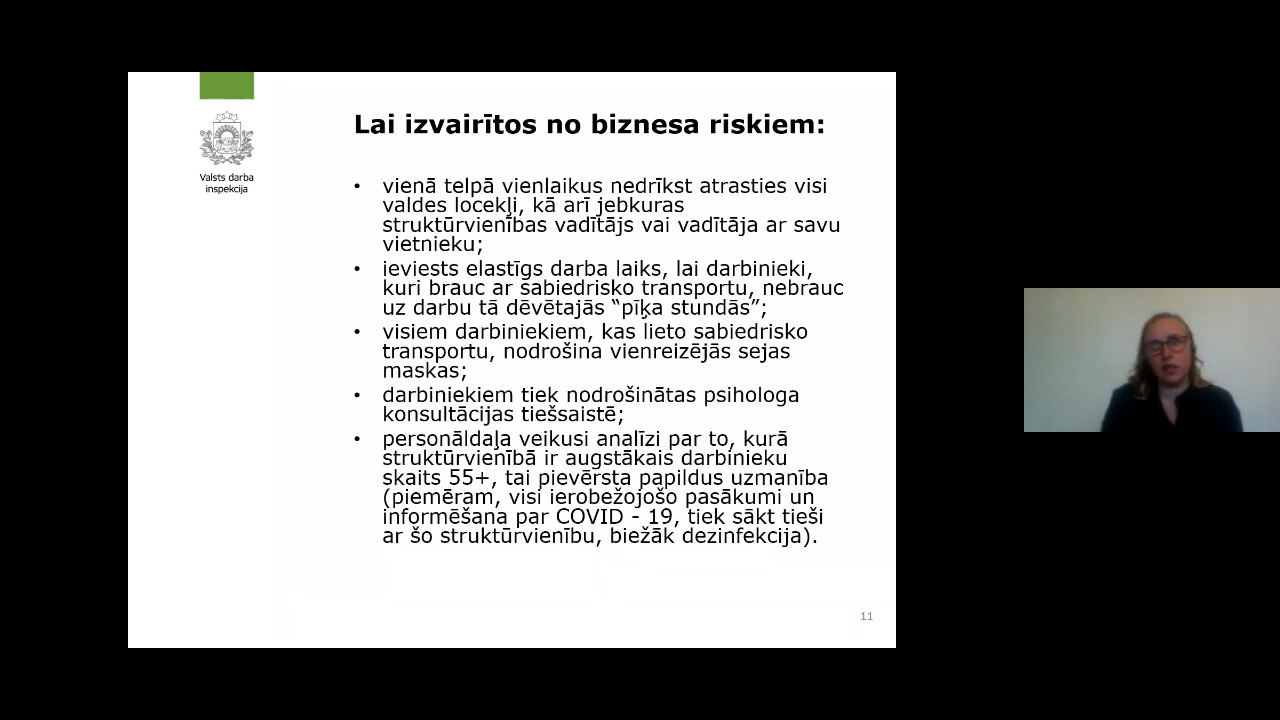 Valsts darba
inspekcija
Lai izvairītos no biznesa riskiem:
• vienā telpā vienlaikus nedrīkst atrasties visi
valdes locekļi, kā arī jebkuras
struktūrvienības vadītājs vai vadītāja ar savu
vietnieku;
• ieviests elastīgs darba laiks, lai darbinieki,
kuri brauc ar sabiedrisko transportu, nebrauc
uz darbu tā dēvētajās “pīķa stundās”;
• visiem darbiniekiem, kas lieto sabiedrisko
transportu, nodrošina vienreizējās sejas
maskas;
• darbiniekiem tiek nodrošinātas psihologa
konsultācijas tiešsaistē;
• personāldaļa veikusi analīzi par to, kurā
struktūrvienībā ir augstākais darbinieku
skaits 55+, tai pievērsta papildus uzmanība
(piemēram, visi ierobežojošo pasākumi un
informēšana par COVID - 19, tiek sākt tieši
ar šo struktūrvienību, biežāk dezinfekcija).
11